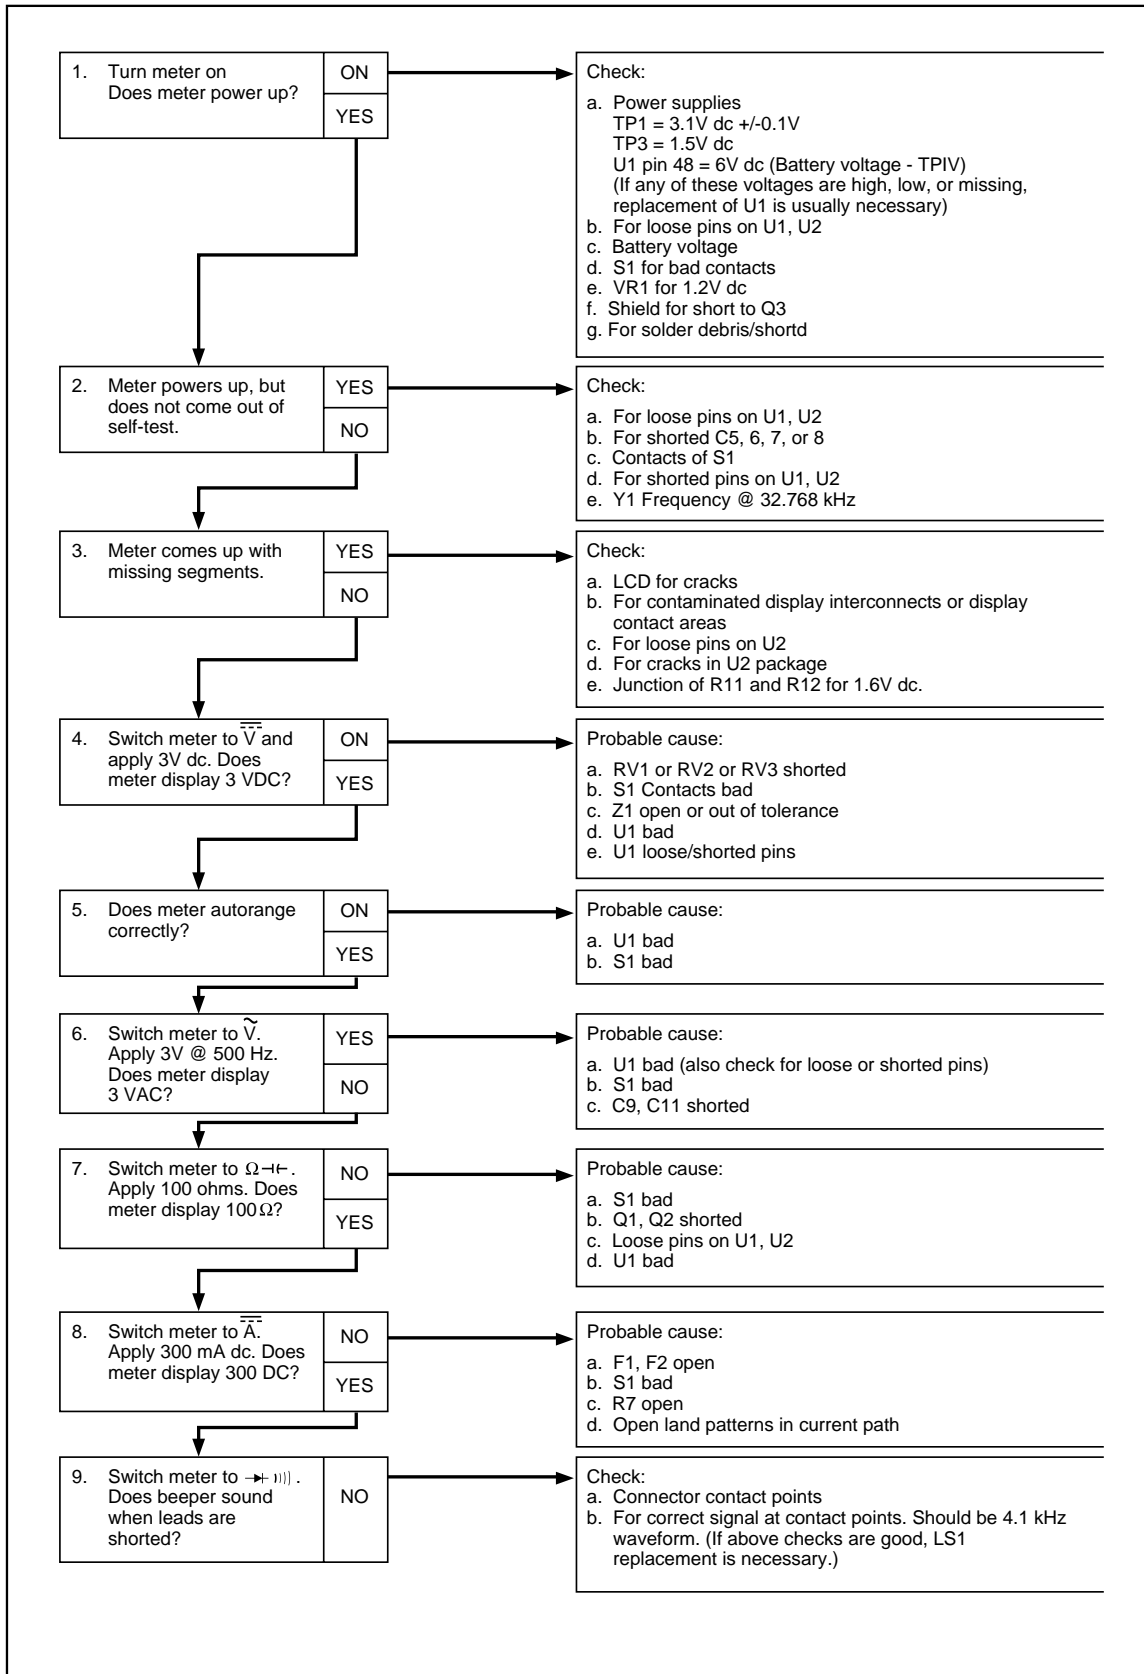 1. Turn meter on
Does meter power up?
ON
YES
Check:
a. Power supplies
TP1 = 3.1V dc +/-0.1V
TP3 = 1.5V dc
U1 pin 48 = 6V dc (Battery voltage - TPIV)
(If any of these voltages are high, low, or missing,
replacement of U1 is usually necessary)
b. For loose pins on U1, U2
c. Battery voltage
d. S1 for bad contacts
e. VR1 for 1.2V dc
f. Shield for short to Q3
g. For solder debris/shortd
2. Meter powers up, but
does not come out of
self-test.
YES
NO
Check:
a. For loose pins on U1, U2
b. For shorted C5, 6, 7, or 8
c. Contacts of S1
d. For shorted pins on U1, U2
e. Y1 Frequency @ 32.768 kHz
3. Meter comes up with
missing segments.
YES
NO
Check:
a. LCD for cracks
b. For contaminated display interconnects or display
contact areas
c. For loose pins on U2
d. For cracks in U2 package
e. Junction of R11 and R12 for 1.6V dc.
4. Switch meter to V and
apply 3V dc. Does
meter display 3 VDC?
ON
YES
Probable cause:
a. RV1 or RV2 or RV3 shorted
b. S1 Contacts bad
c. Z1 open or out of tolerance
d. U1 bad
e. U1 loose/shorted pins
5. Does meter autorange
correctly?
ON
YES
Probable cause:
a. U1 bad
b. S1 bad
6. Switch meter to Ṽ.
Apply 3V @ 500 Hz.
Does meter display
3 VAC?
YES
NO
Probable cause:
a. U1 bad (also check for loose or shorted pins)
b. S1 bad
c. C9, C11 shorted
7. Switch meter to Ω⊣⊢.
Apply 100 ohms. Does
meter display 100Ω?
NO
YES
Probable cause:
a. S1 bad
b. Q1, Q2 shorted
c. Loose pins on U1, U2
d. U1 bad
8. Switch meter to A.
Apply 300 mA dc. Does
meter display 300 DC?
NO
YES
Probable cause:
a. F1, F2 open
b. S1 bad
c. R7 open
d. Open land patterns in current path
9. Switch meter to .
Does beeper sound
when leads are
shorted?
NO
Check:
a. Connector contact points
b. For correct signal at contact points. Should be 4.1 kHz
waveform. (If above checks are good, LS1
replacement is necessary.)